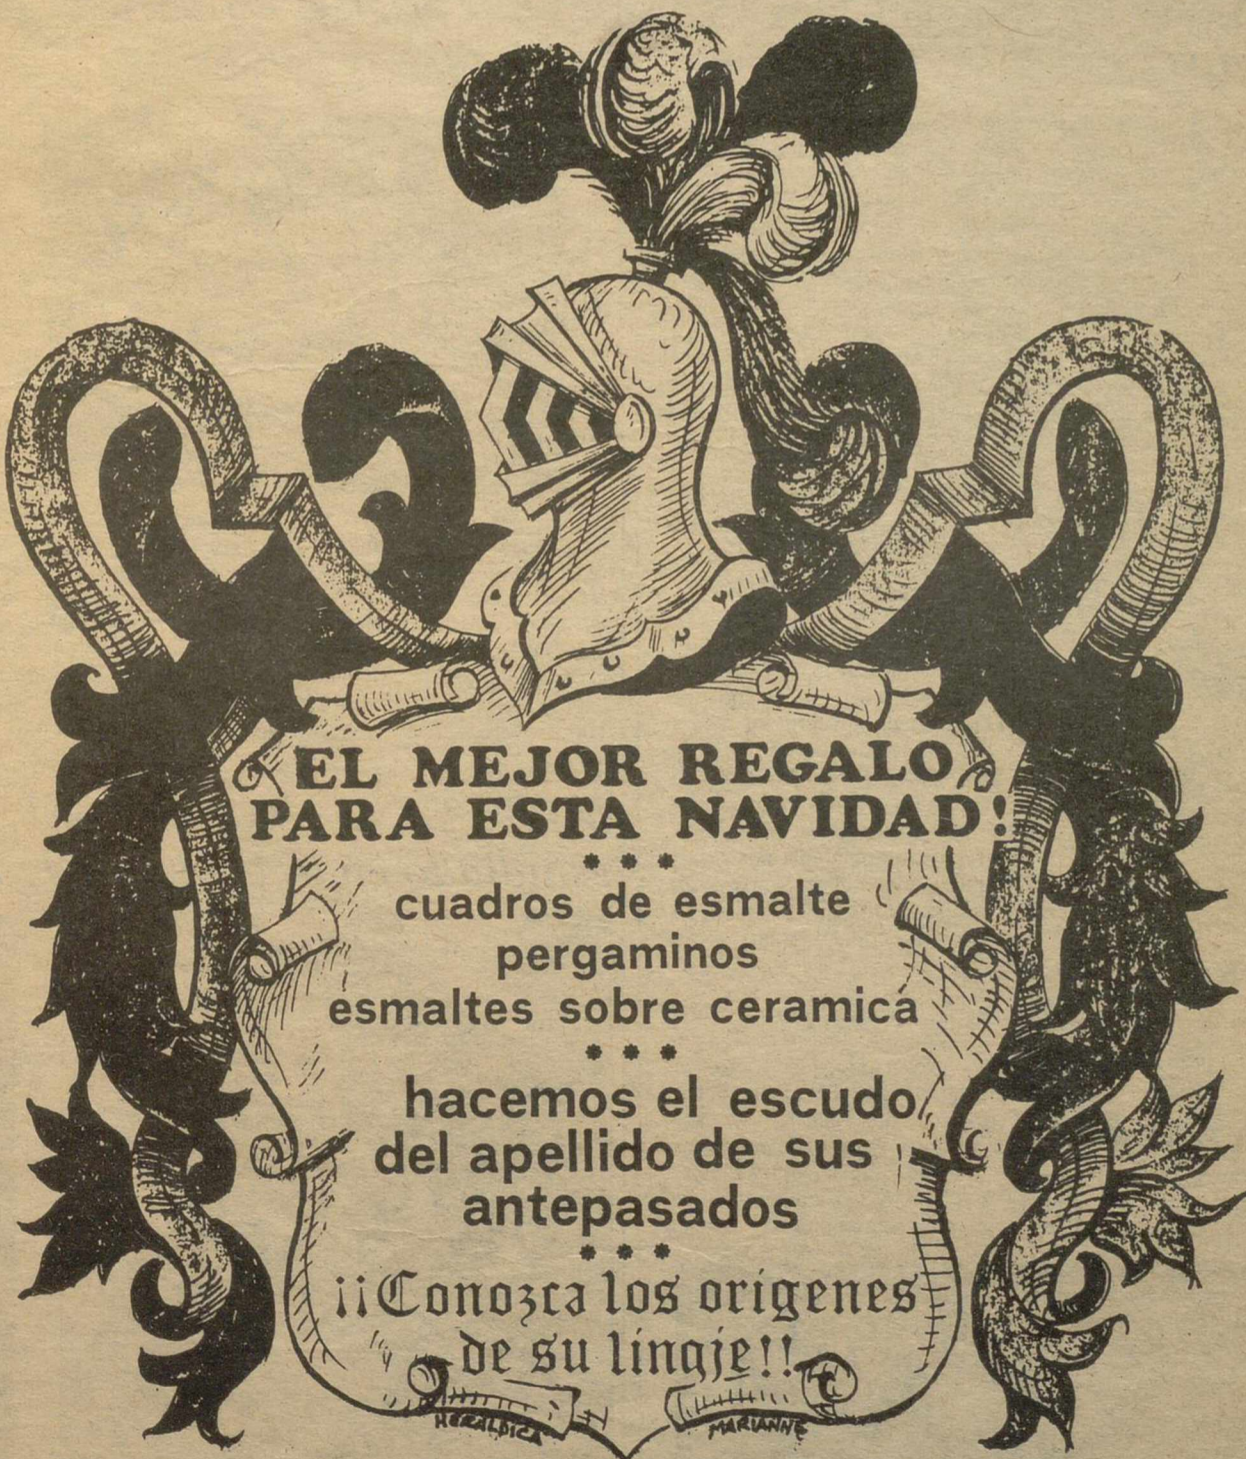 EL MEJOR REGALO
PARA ESTA NAVIDAD!
cuadros de esmalte
pergaminos
esmaltes sobre ceramica
hacemos el escudo
del apellido de sus
antepasados
¡¡Conozca los origenes
de su linaje!!
HERALDICA MARIANNE